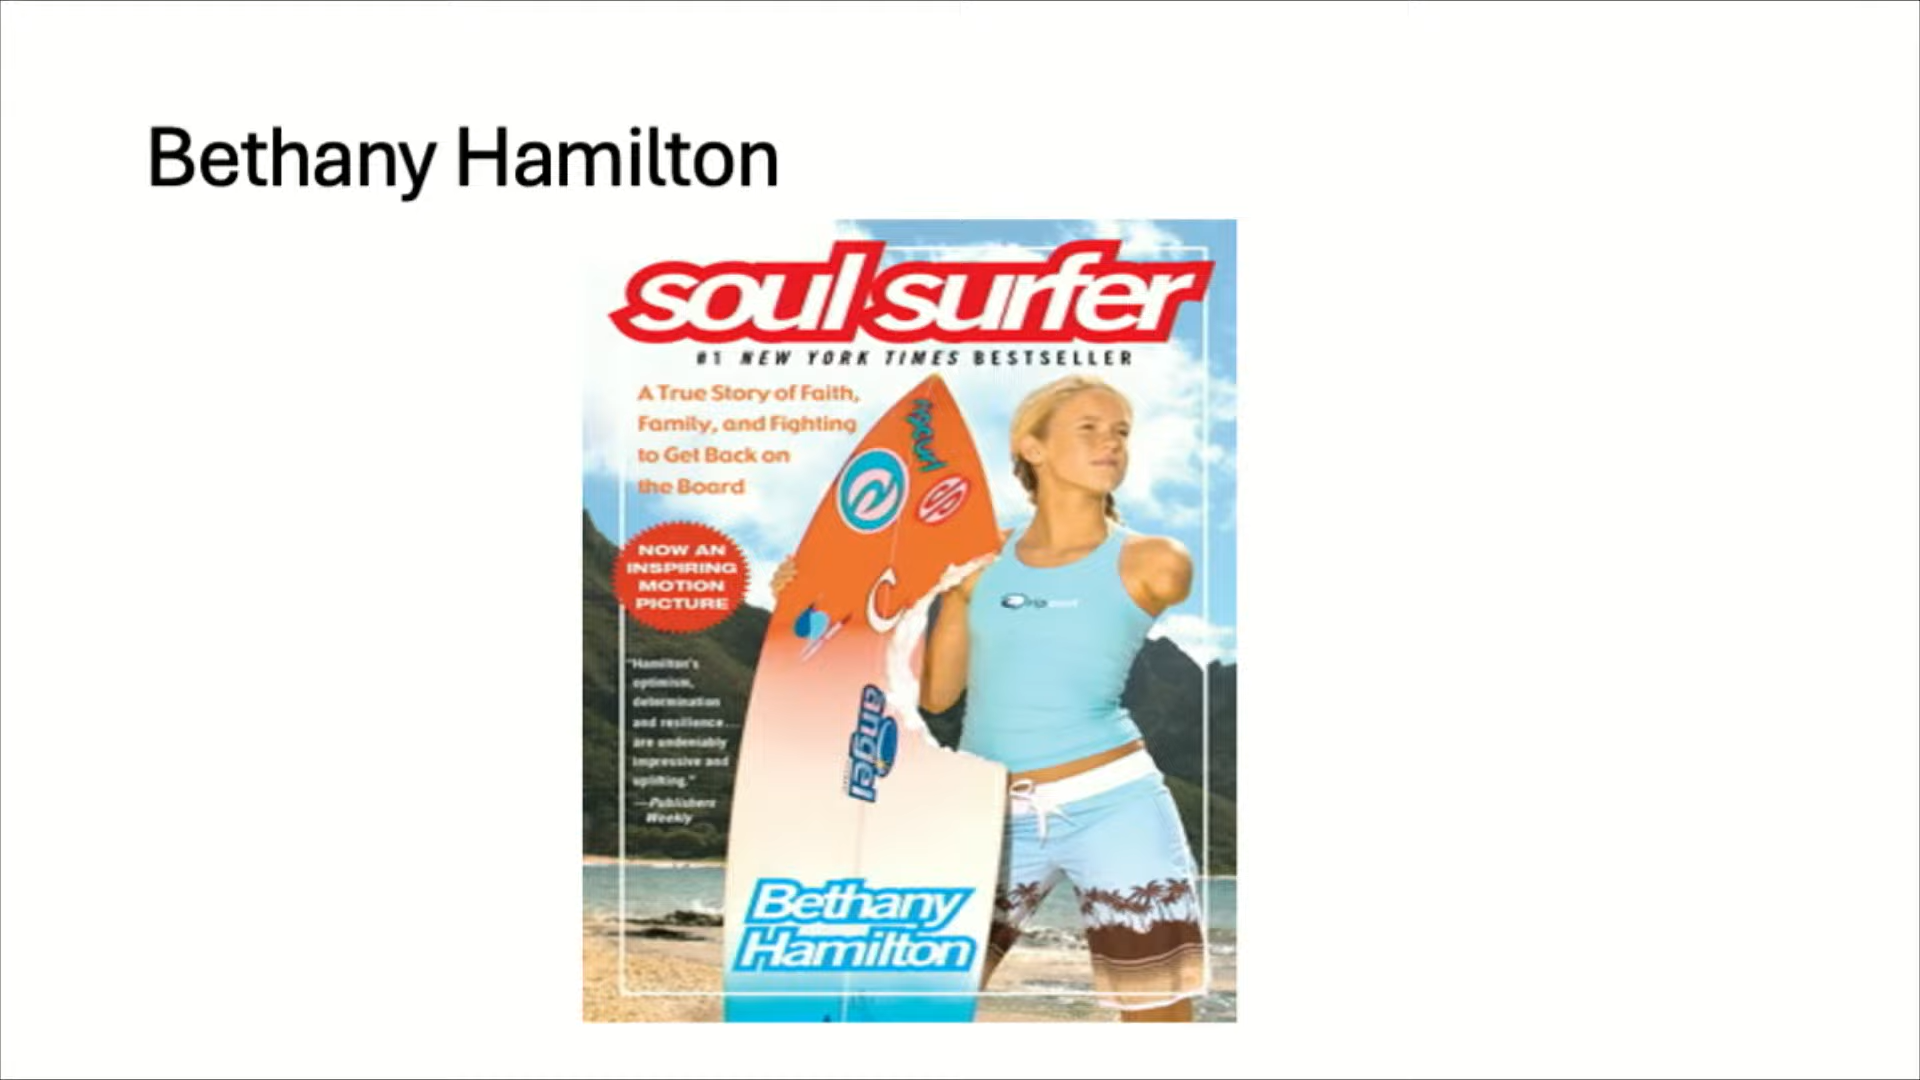 Bethany Hamilton
soul surfer
#1 NEW YORK TIMES BESTSELLER
A True Story of Faith,
Family, and Fighting
to Get Back on
the Board
NOW AN
INSPIRING
MOTION
PICTURE
"Hamilton's
optimism,
determination
and resilience...
are undeniably
impressive and
uplifting."
—Publishers
Weekly
rip curl
angel
Bethany
Hamilton